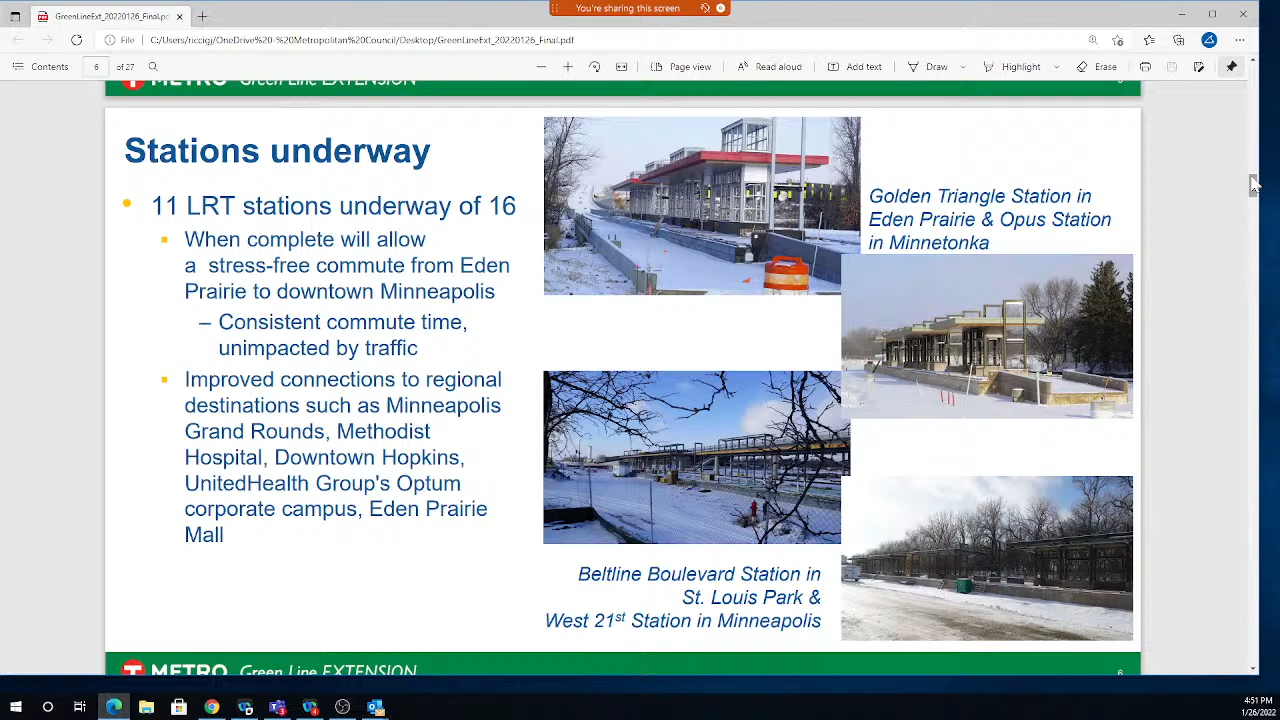 You're sharing this screen
GreenLineExt_20220126_Final.pdf
File C:/Users/riccigj/OneDrive%20-%20Metropolitan%20Council/Desktop/GreenLineExt_20220126_Final.pdf
Contents 6 of 27 Page view Read aloud Add text Draw Highlight Erase
METRO Green Line EXTENSION
Stations underway
11 LRT stations underway of 16
When complete will allow
a stress-free commute from Eden
Prairie to downtown Minneapolis
– Consistent commute time,
unimpacted by traffic
Improved connections to regional
destinations such as Minneapolis
Grand Rounds, Methodist
Hospital, Downtown Hopkins,
UnitedHealth Group's Optum
corporate campus, Eden Prairie
Mall
Golden Triangle Station in
Eden Prairie & Opus Station
in Minnetonka
Beltline Boulevard Station in
St. Louis Park &
West 21st Station in Minneapolis
METRO Green Line EXTENSION
6
4:51 PM
1/26/2022